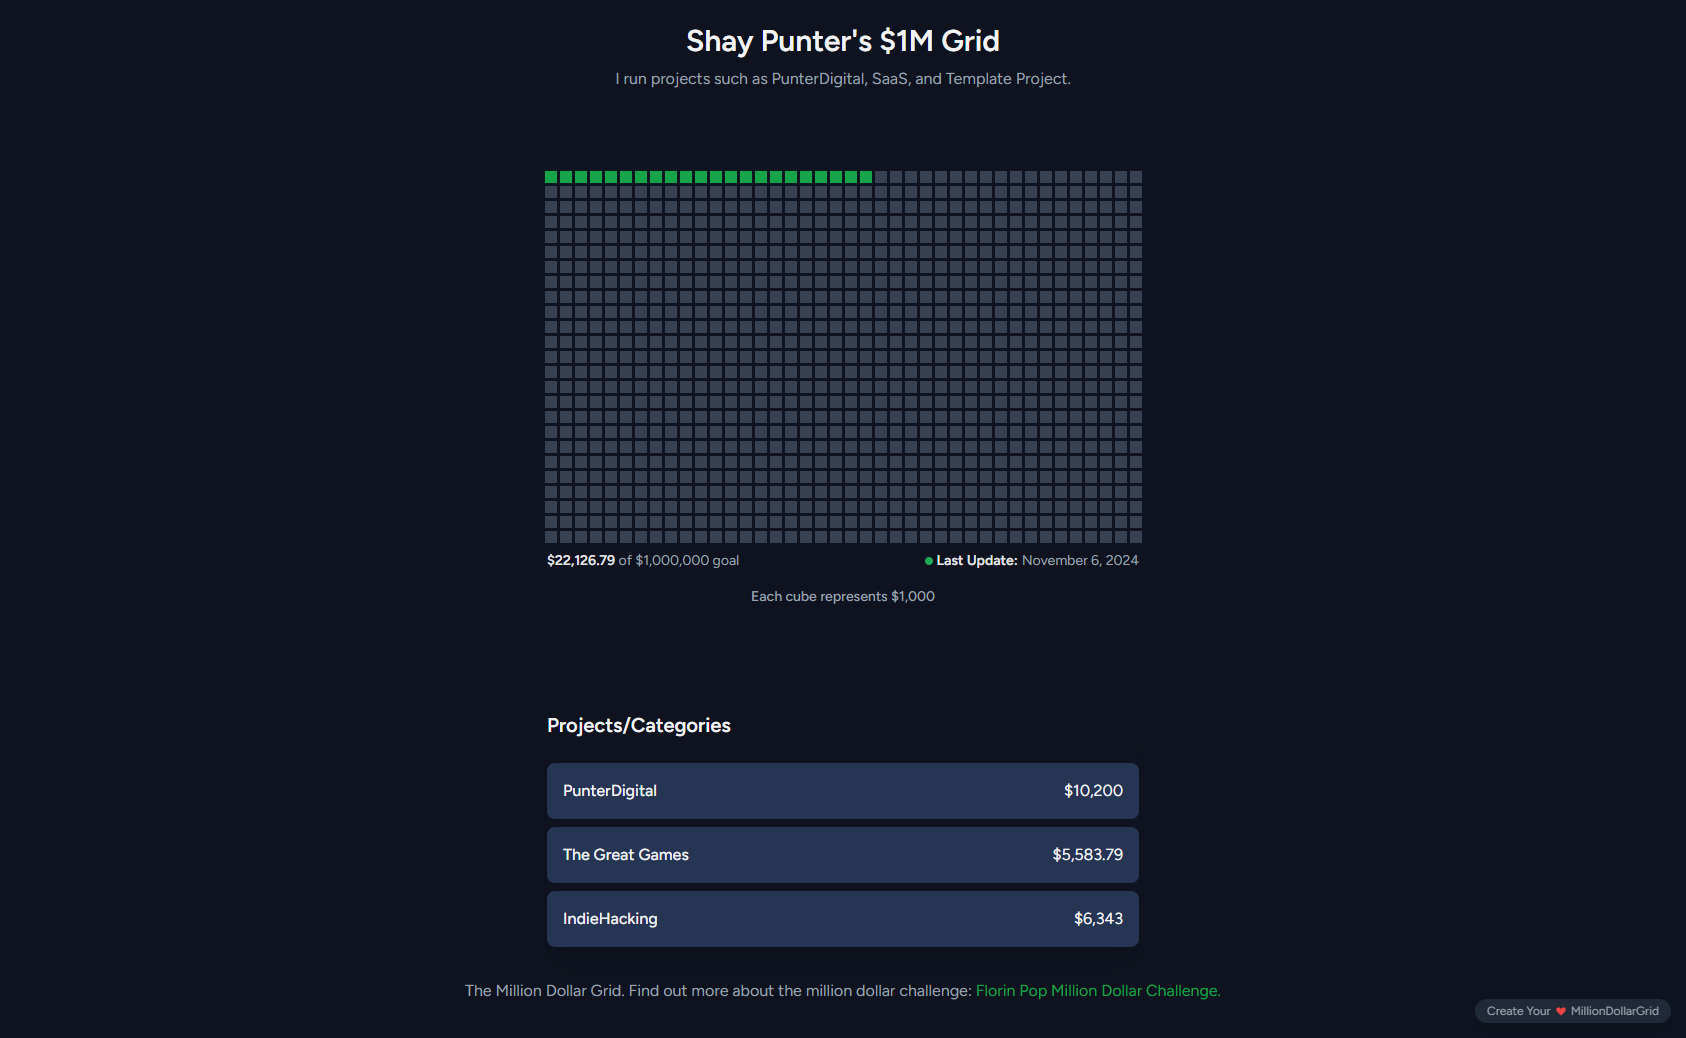 Shay Punter's $1M Grid
I run projects such as PunterDigital, SaaS, and Template Project.
$22,126.79 of $1,000,000 goal
Last Update: November 6, 2024
Each cube represents $1,000
Projects/Categories
PunterDigital
$10,200
The Great Games
$5,583.79
IndieHacking
$6,343
The Million Dollar Grid. Find out more about the million dollar challenge: Florin Pop Million Dollar Challenge.
Create Your ❤ MillionDollarGrid